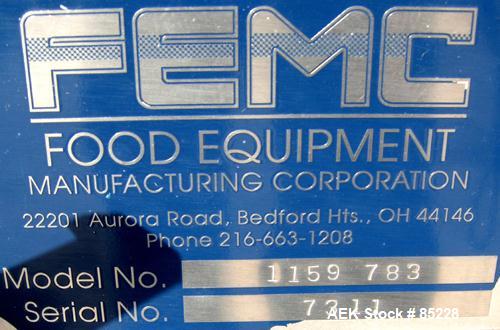 FEMC
FOOD EQUIPMENT
MANUFACTURING CORPORATION
22201 Aurora Road, Bedford Hts., OH 44146
Phone 216-663-1208
Model No. 1159 783
Serial No. 7211
AEK Stock # 85228